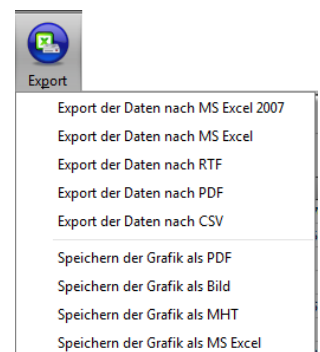 Export
Export der Daten nach MS Excel 2007
Export der Daten nach MS Excel
Export der Daten nach RTF
Export der Daten nach PDF
Export der Daten nach CSV
Speichern der Grafik als PDF
Speichern der Grafik als Bild
Speichern der Grafik als MHT
Speichern der Grafik als MS Excel